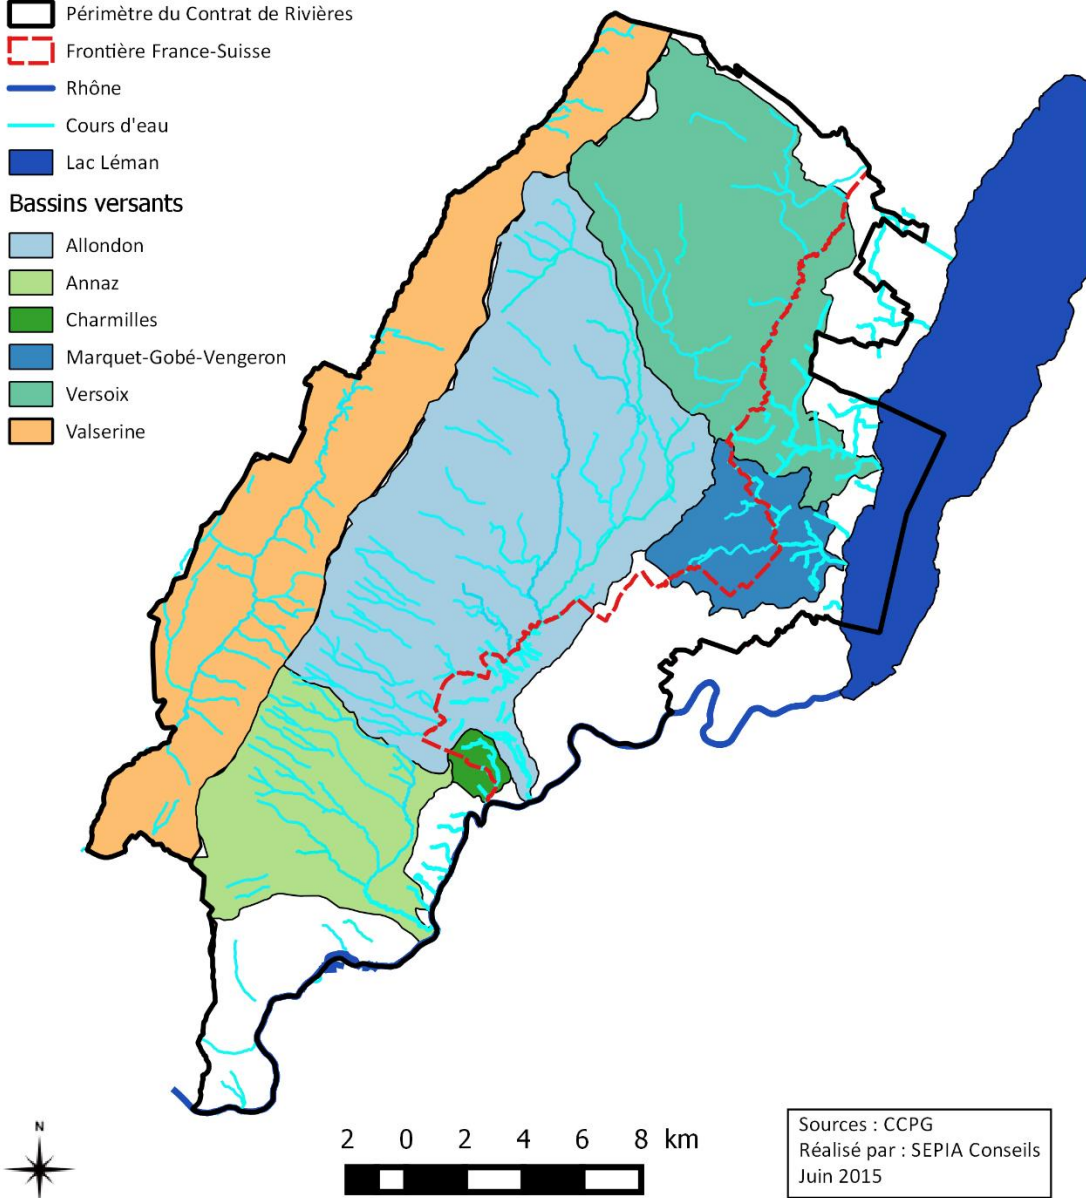 Périmètre du Contrat de Rivières
Frontière France-Suisse
Rhône
Cours d'eau
Lac Léman
Bassins versants
Allondon
Annaz
Charmilles
Marquet-Gobé-Vengeron
Versoix
Valserine
N
2 0 2 4 6 8 km
Sources : CCPG
Réalisé par : SEPIA Conseils
Juin 2015